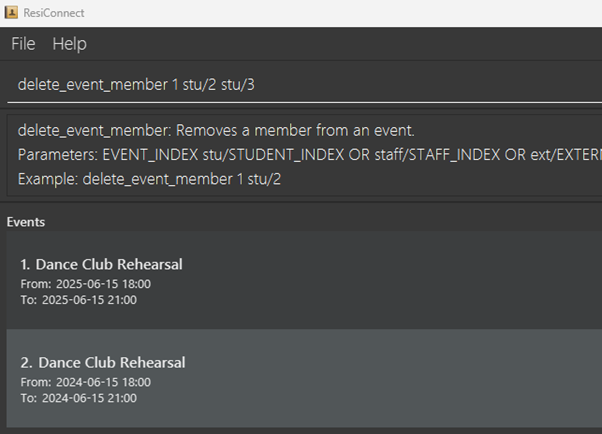 ResiConnect
File Help
delete_event_member 1 stu/2 stu/3
delete_event_member: Removes a member from an event.
Parameters: EVENT_INDEX stu/STUDENT_INDEX OR staff/STAFF_INDEX OR ext/EXTERN
Example: delete_event_member 1 stu/2
Events
1. Dance Club Rehearsal
From: 2025-06-15 18:00
To: 2025-06-15 21:00
2. Dance Club Rehearsal
From: 2024-06-15 18:00
To: 2024-06-15 21:00